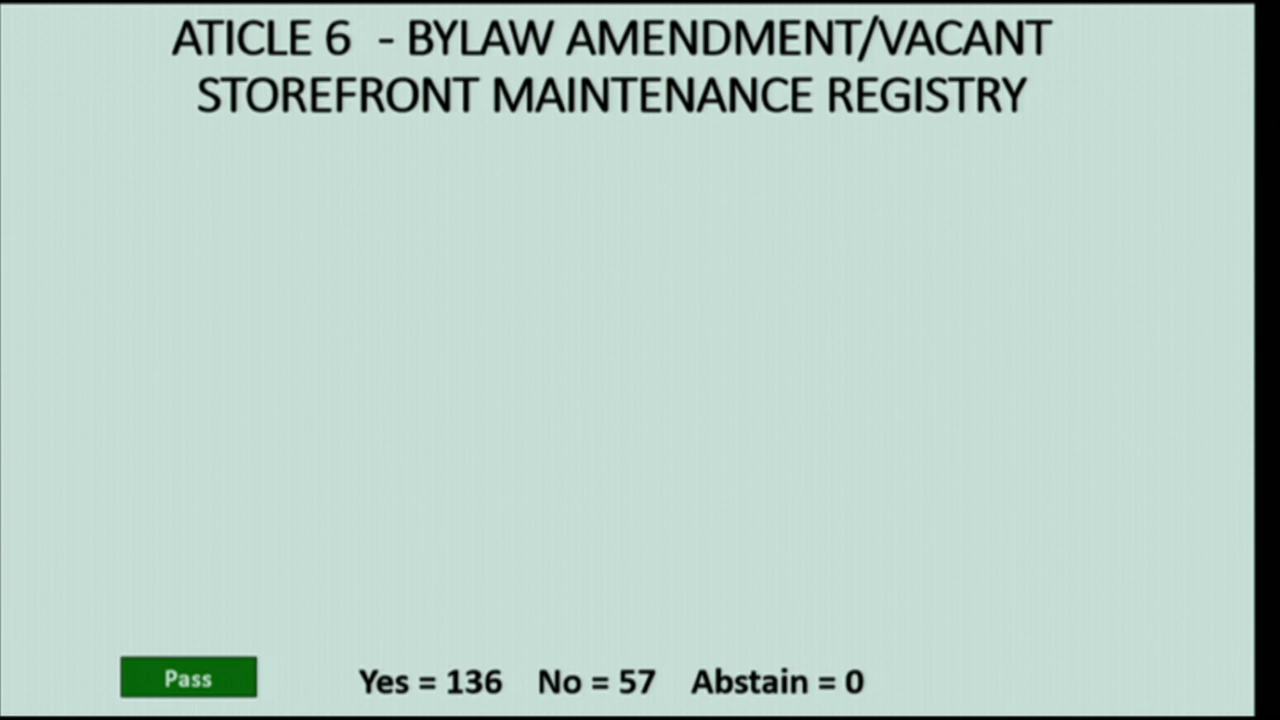 ATICLE 6 - BYLAW AMENDMENT/VACANT
STOREFRONT MAINTENANCE REGISTRY
Pass Yes = 136 No = 57 Abstain = 0